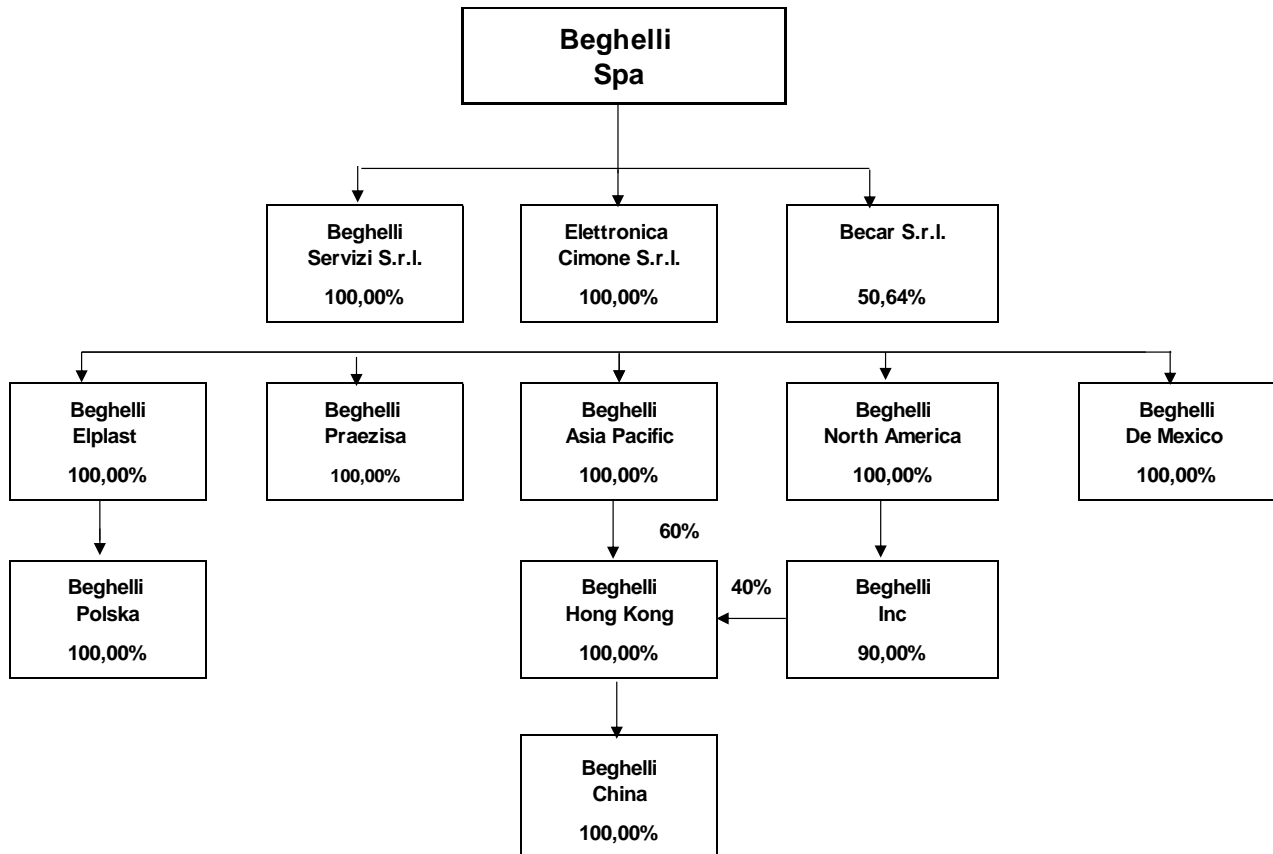 Beghelli
Spa
Beghelli
Servizi S.r.l.
100,00%
Elettronica
Cimone S.r.l.
100,00%
Becar S.r.l.
50,64%
Beghelli
Elplast
100,00%
Beghelli
Praezisa
100,00%
Beghelli
Asia Pacific
100,00%
Beghelli
North America
100,00%
Beghelli
De Mexico
100,00%
60%
Beghelli
Polska
100,00%
Beghelli
Hong Kong
100,00%
40%
Beghelli
Inc
90,00%
Beghelli
China
100,00%